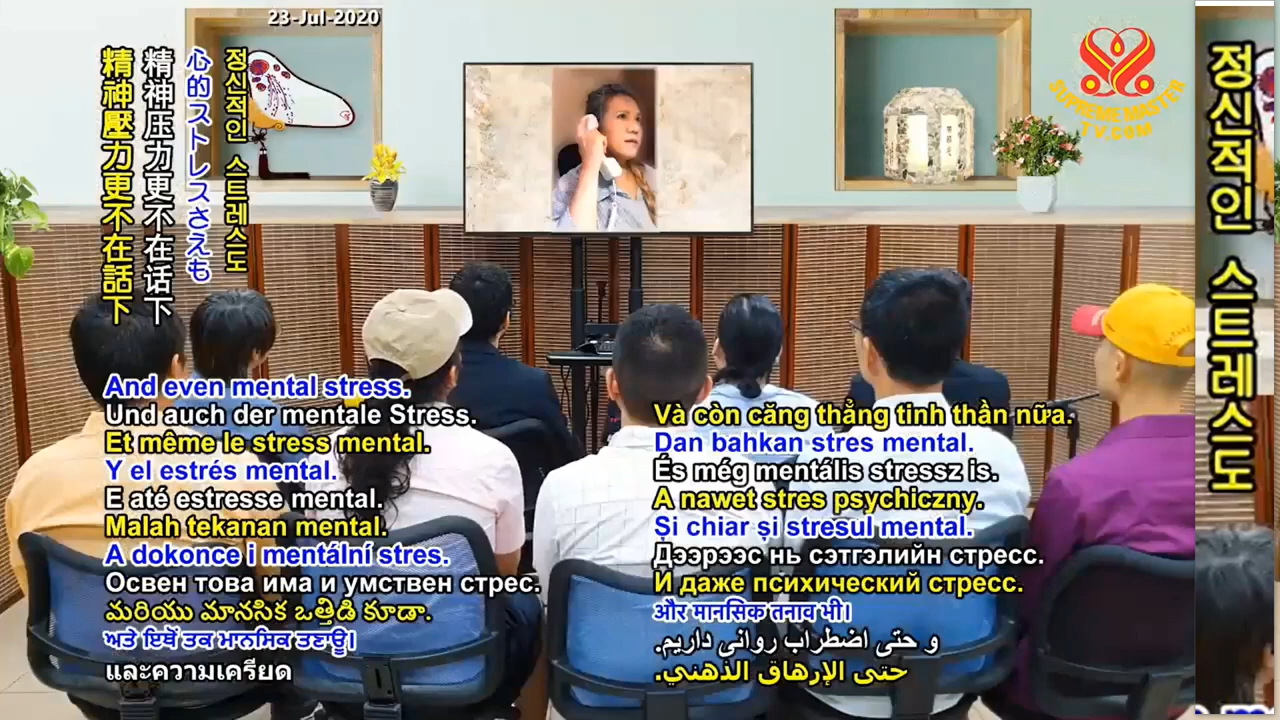 23-Jul-2020
정신적인 스트레스도
心的ストレスさえも
精神压力更不在话下
精神壓力更不在話下
SUPREMEMASTER
TV.COM
And even mental stress.
Und auch der mentale Stress.
Et même le stress mental.
Y el estrés mental.
E até estresse mental.
Malah tekanan mental.
A dokonce i mentální stres.
Освен това има и умствен стрес.
మరియు మానసిక ఒత్తిడి కూడా.
ਅਤੇ ਇਥੋਂ ਤਕ ਮਾਨਸਿਕ ਤਣਾਊ।
และความเครียด
Và còn căng thẳng tinh thần nữa.
Dan bahkan stres mental.
És még mentális stressz is.
A nawet stres psychiczny.
Și chiar și stresul mental.
Дээрээс нь сэтгэлийн стресс.
И даже психический стресс.
और मानसिक तनाव भी।
و حتی اضطراب روانی داریم.
حتى الإرهاق الذهني.
정신적인 스트레스도